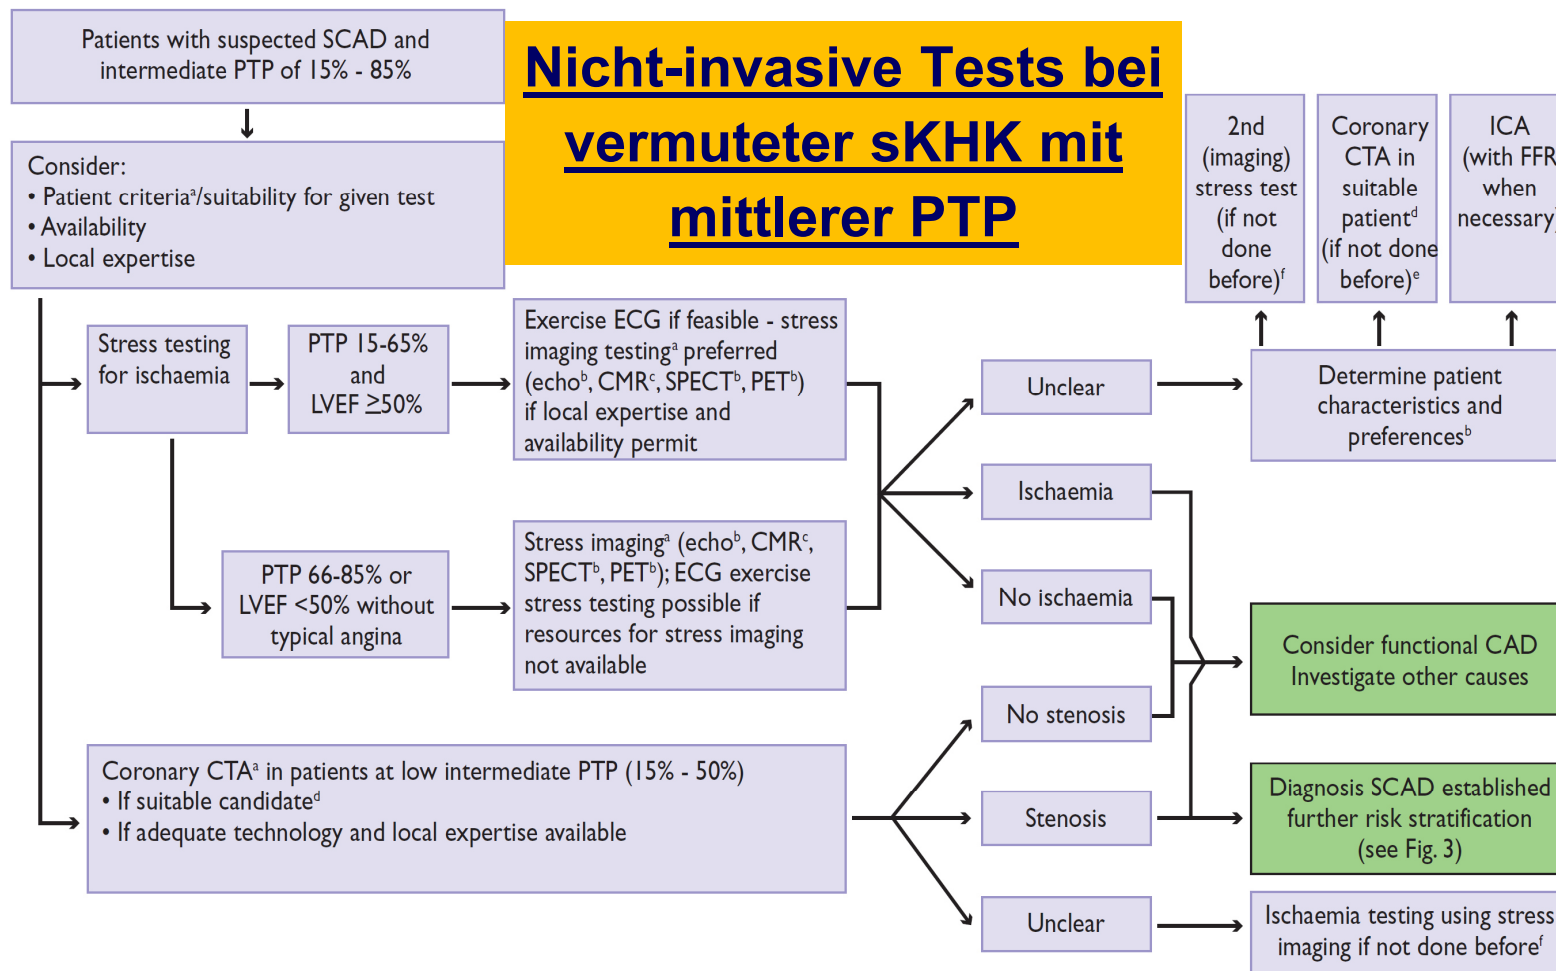 Patients with suspected SCAD and
intermediate PTP of 15% - 85%
Nicht-invasive Tests bei
vermuteter sKHK mit
mittlerer PTP
Consider:
• Patient criteriaᵃ/suitability for given test
• Availability
• Local expertise
2nd
(imaging)
stress test
(if not
done
before)ᶠ
Coronary
CTA in
suitable
patientᵈ
(if not done
before)ᵉ
ICA
(with FFR
when
necessary)
Stress testing
for ischaemia
PTP 15-65%
and
LVEF ≥50%
Exercise ECG if feasible - stress
imaging testingᵃ preferred
(echoᵇ, CMRᶜ, SPECTᵇ, PETᵇ)
if local expertise and
availability permit
Unclear
Determine patient
characteristics and
preferencesᵇ
Ischaemia
PTP 66-85% or
LVEF <50% without
typical angina
Stress imagingᵃ (echoᵇ, CMRᶜ,
SPECTᵇ, PETᵇ); ECG exercise
stress testing possible if
resources for stress imaging
not available
No ischaemia
Consider functional CAD
Investigate other causes
No stenosis
Coronary CTAᵃ in patients at low intermediate PTP (15% - 50%)
• If suitable candidateᵈ
• If adequate technology and local expertise available
Stenosis
Diagnosis SCAD established
further risk stratification
(see Fig. 3)
Unclear
Ischaemia testing using stress
imaging if not done beforeᶠ